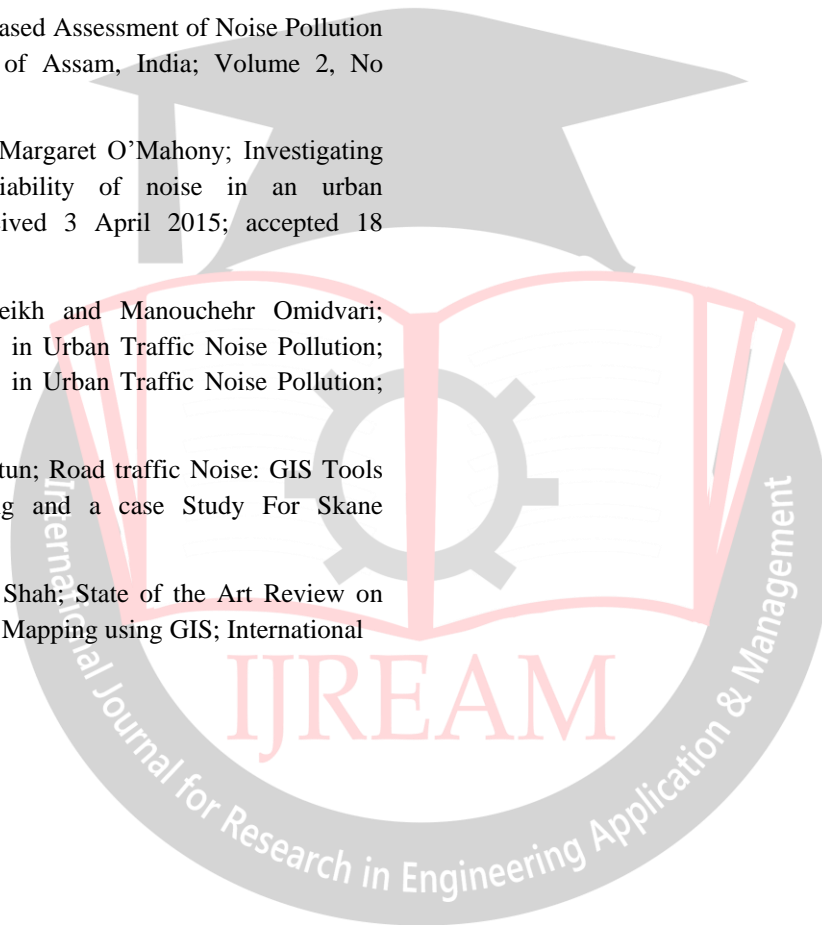 ased Assessment of Noise Pollution
of Assam, India; Volume 2, No
Margaret O’Mahony; Investigating
iability of noise in an urban
ived 3 April 2015; accepted 18
eikh and Manouchehr Omidvari;
in Urban Traffic Noise Pollution;
in Urban Traffic Noise Pollution;
tun; Road traffic Noise: GIS Tools
g and a case Study For Skane
Shah; State of the Art Review on
Mapping using GIS; International
IJREAM
International Journal for Research in Engineering Application & Management